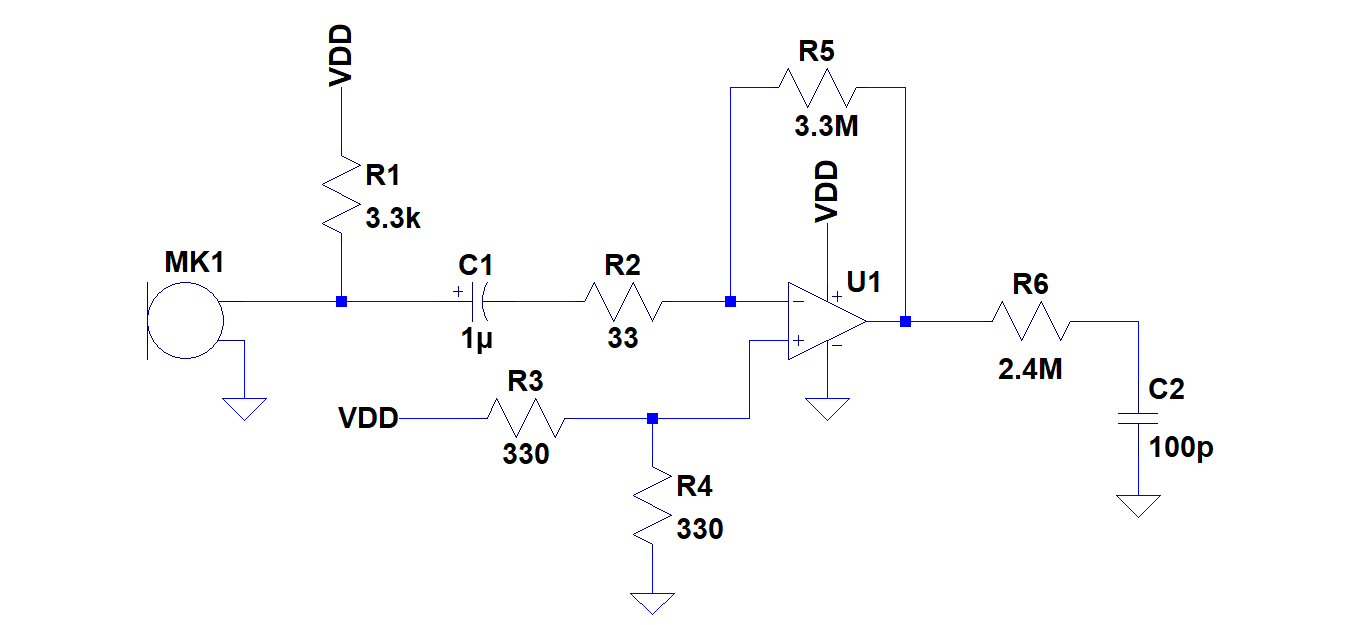 VDD
R1
3.3k
MK1
+
C1
1µ
R2
33
R5
3.3M
VDD
U1
+
−
+
−
R6
2.4M
C2
100p
VDD
R3
330
R4
330